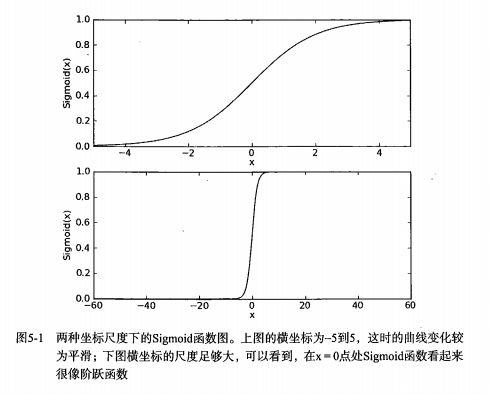 1.0
0.8
0.6
0.4
0.2
0.0
Sigmoid(x)
−4 −2 0 2 4
x
1.0
0.8
0.6
0.4
0.2
0.0
Sigmoid(x)
−60 −40 −20 0 20 40 60
x
图5-1 两种坐标尺度下的Sigmoid函数图。上图的横坐标为−5到5，这时的曲线变化较
为平滑；下图横坐标的尺度足够大，可以看到，在x = 0点处Sigmoid函数看起来
很像阶跃函数